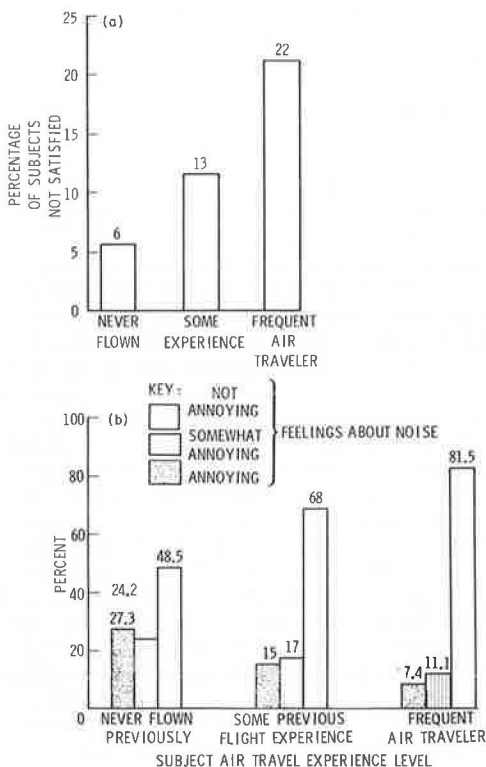 (a)
25
20
15
10
5
0
PERCENTAGE
OF SUBJECTS
NOT SATISFIED
6
13
22
NEVER
FLOWN
SOME
EXPERIENCE
FREQUENT
AIR
TRAVELER
(b)
KEY:
NOT
ANNOYING
SOMEWHAT
ANNOYING
ANNOYING
FEELINGS ABOUT NOISE
100
80
60
40
20
0
PERCENT
24.2
27.3
48.5
15
17
68
7.4
11.1
81.5
NEVER FLOWN
PREVIOUSLY
SOME PREVIOUS
FLIGHT EXPERIENCE
FREQUENT
AIR TRAVELER
SUBJECT AIR TRAVEL EXPERIENCE LEVEL